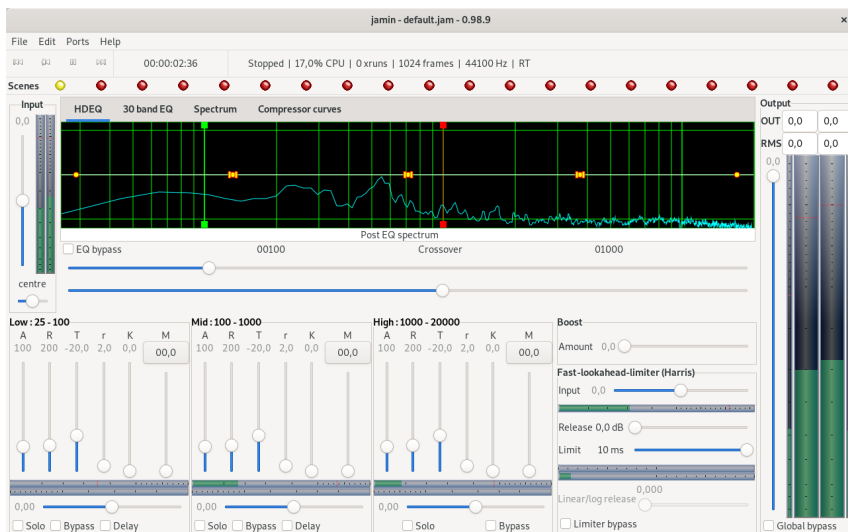 jamin - default.jam - 0.98.9
File Edit Ports Help
00:00:02:36 Stopped | 17,0% CPU | 0 xruns | 1024 frames | 44100 Hz | RT
Scenes
Input
0,0
centre
HDEQ 30 band EQ Spectrum Compressor curves
Post EQ spectrum
EQ bypass 00100 Crossover 01000
Output
OUT 0,0 0,0
RMS 0,0 0,0
0,0
Low : 25 - 100
A R T r K M
100 200 -20,0 2,0 0,0 00,0
0,00
Solo Bypass Delay
Mid : 100 - 1000
A R T r K M
100 200 -20,0 2,0 0,0 00,0
0,00
Solo Bypass Delay
High : 1000 - 20000
A R T r K M
100 200 -20,0 2,0 0,0 00,0
0,00
Solo Bypass
Boost
Amount 0,0
Fast-lookahead-limiter (Harris)
Input 0,0
Release 0,0 dB
Limit 10 ms
0,000
Linear/log release
Limiter bypass
Global bypass